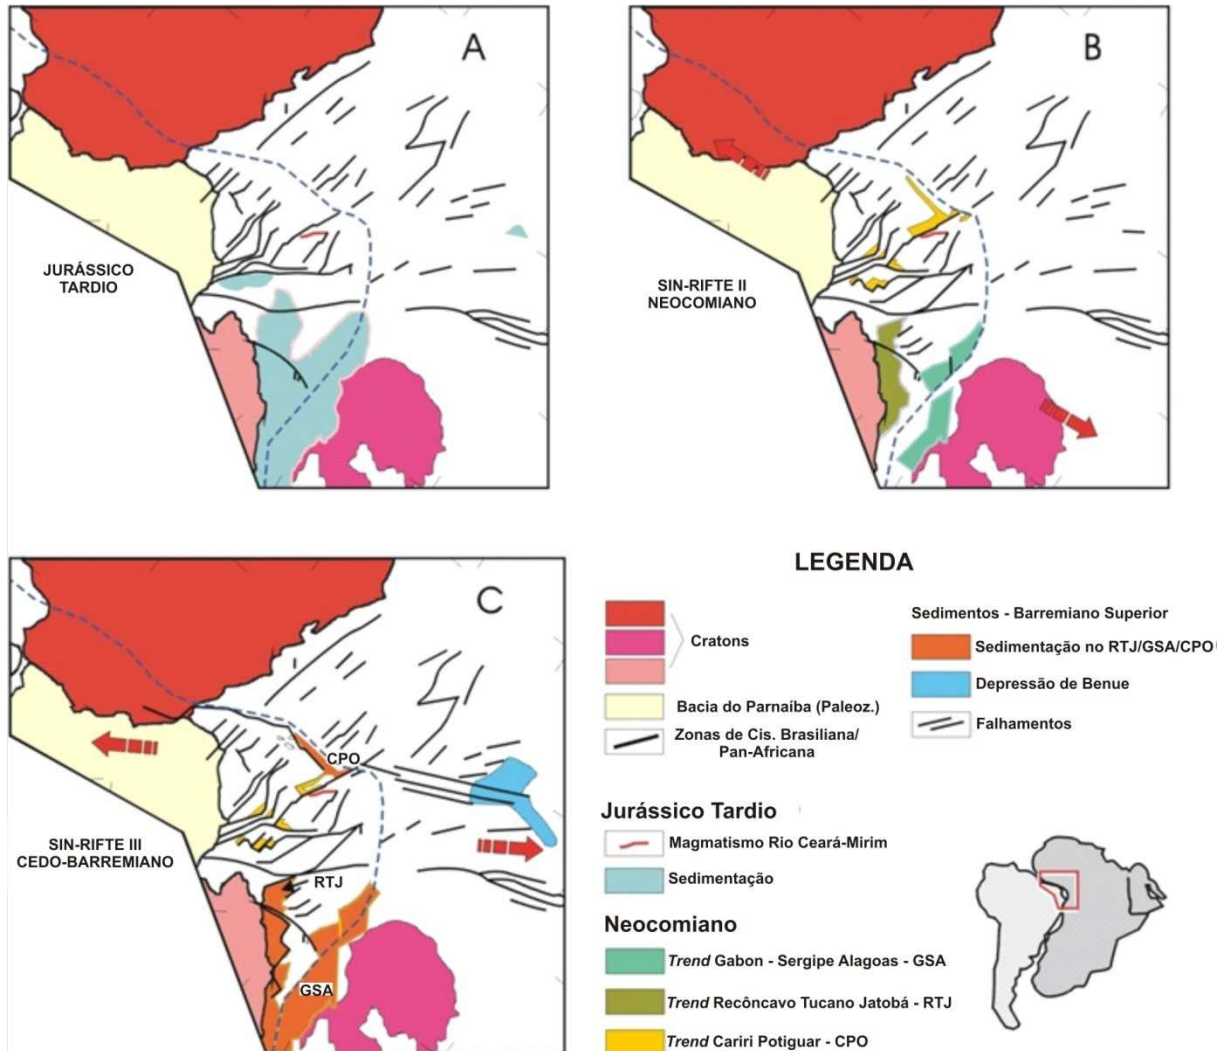 A
JURÁSSICO
TARDIO
B
SIN-RIFTE II
NEOCOMIANO
C
CPO
SIN-RIFTE III
CEDO-BARREMIANO
RTJ
GSA
LEGENDA
Cratons
Bacia do Parnaíba (Paleoz.)
Zonas de Cis. Brasiliana/
Pan-Africana
Sedimentos - Barremiano Superior
Sedimentação no RTJ/GSA/CPO
Depressão de Benue
Falhamentos
Jurássico Tardio
Magmatismo Rio Ceará-Mirim
Sedimentação
Neocomiano
Trend Gabon - Sergipe Alagoas - GSA
Trend Recôncavo Tucano Jatobá - RTJ
Trend Cariri Potiguar - CPO